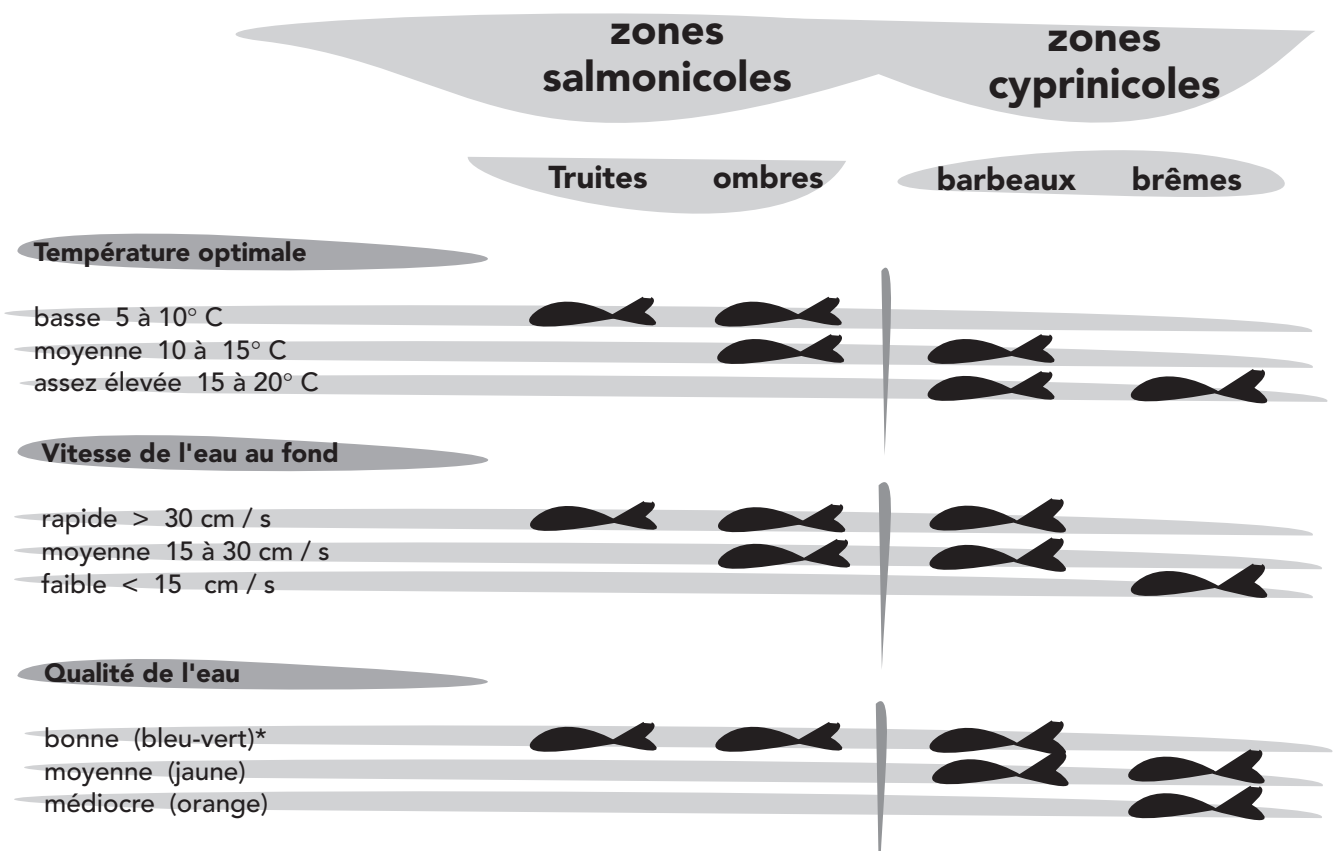 zones
salmonicoles
zones
cyprinicoles
Truites ombres barbeaux brêmes
Température optimale
basse 5 à 10° C
moyenne 10 à 15° C
assez élevée 15 à 20° C
Vitesse de l'eau au fond
rapide > 30 cm / s
moyenne 15 à 30 cm / s
faible < 15 cm / s
Qualité de l'eau
bonne (bleu-vert)*
moyenne (jaune)
médiocre (orange)